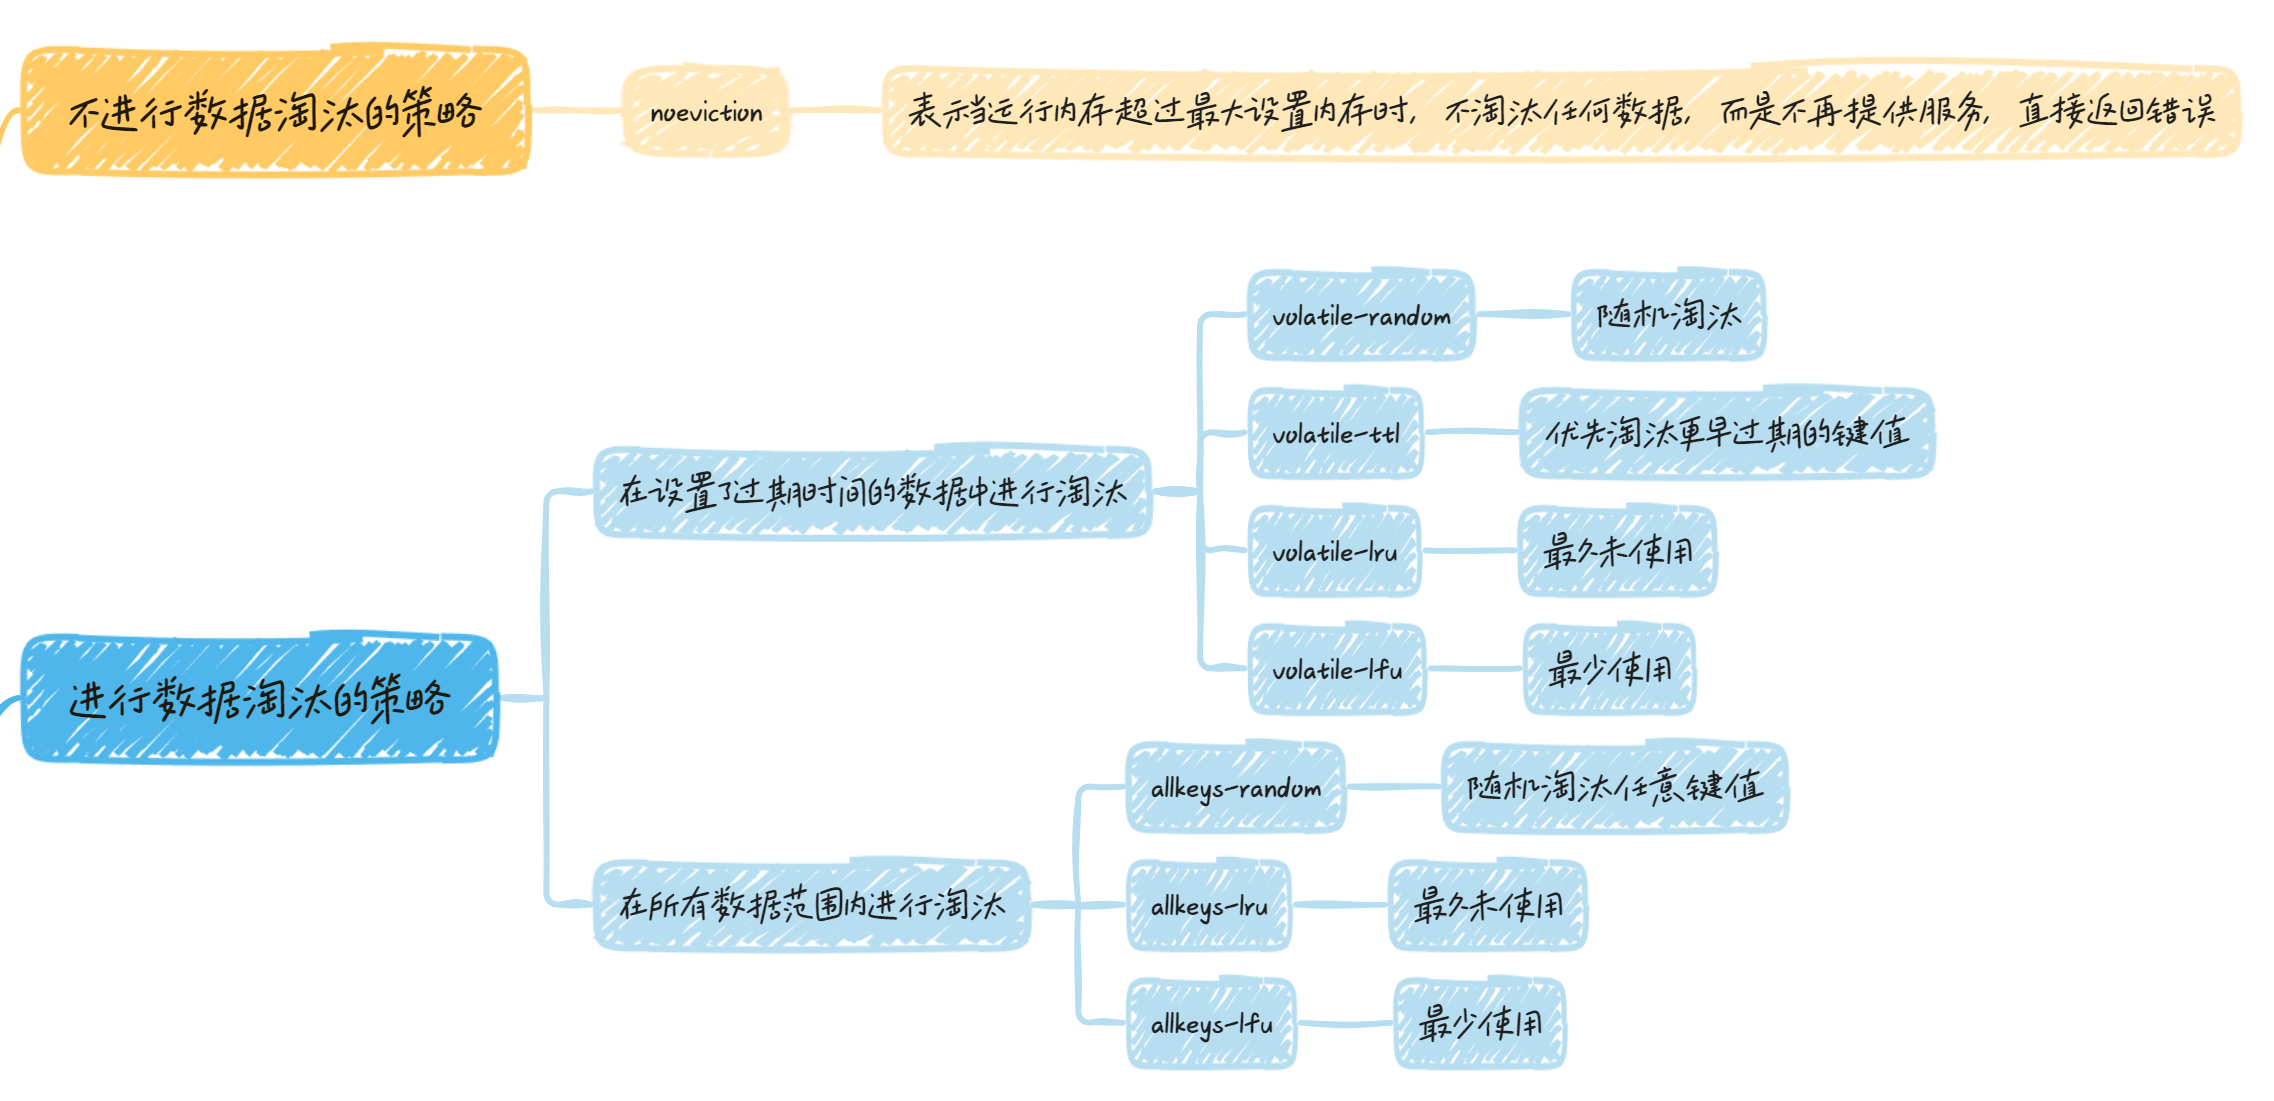 不进行数据淘汰的策略
noeviction
表示当运行内存超过最大设置内存时，不淘汰任何数据，而是不再提供服务，直接返回错误
进行数据淘汰的策略
在设置了过期时间的数据中进行淘汰
volatile-random
随机淘汰
volatile-ttl
优先淘汰更早过期的键值
volatile-lru
最久未使用
volatile-lfu
最少使用
在所有数据范围内进行淘汰
allkeys-random
随机淘汰任意键值
allkeys-lru
最久未使用
allkeys-lfu
最少使用